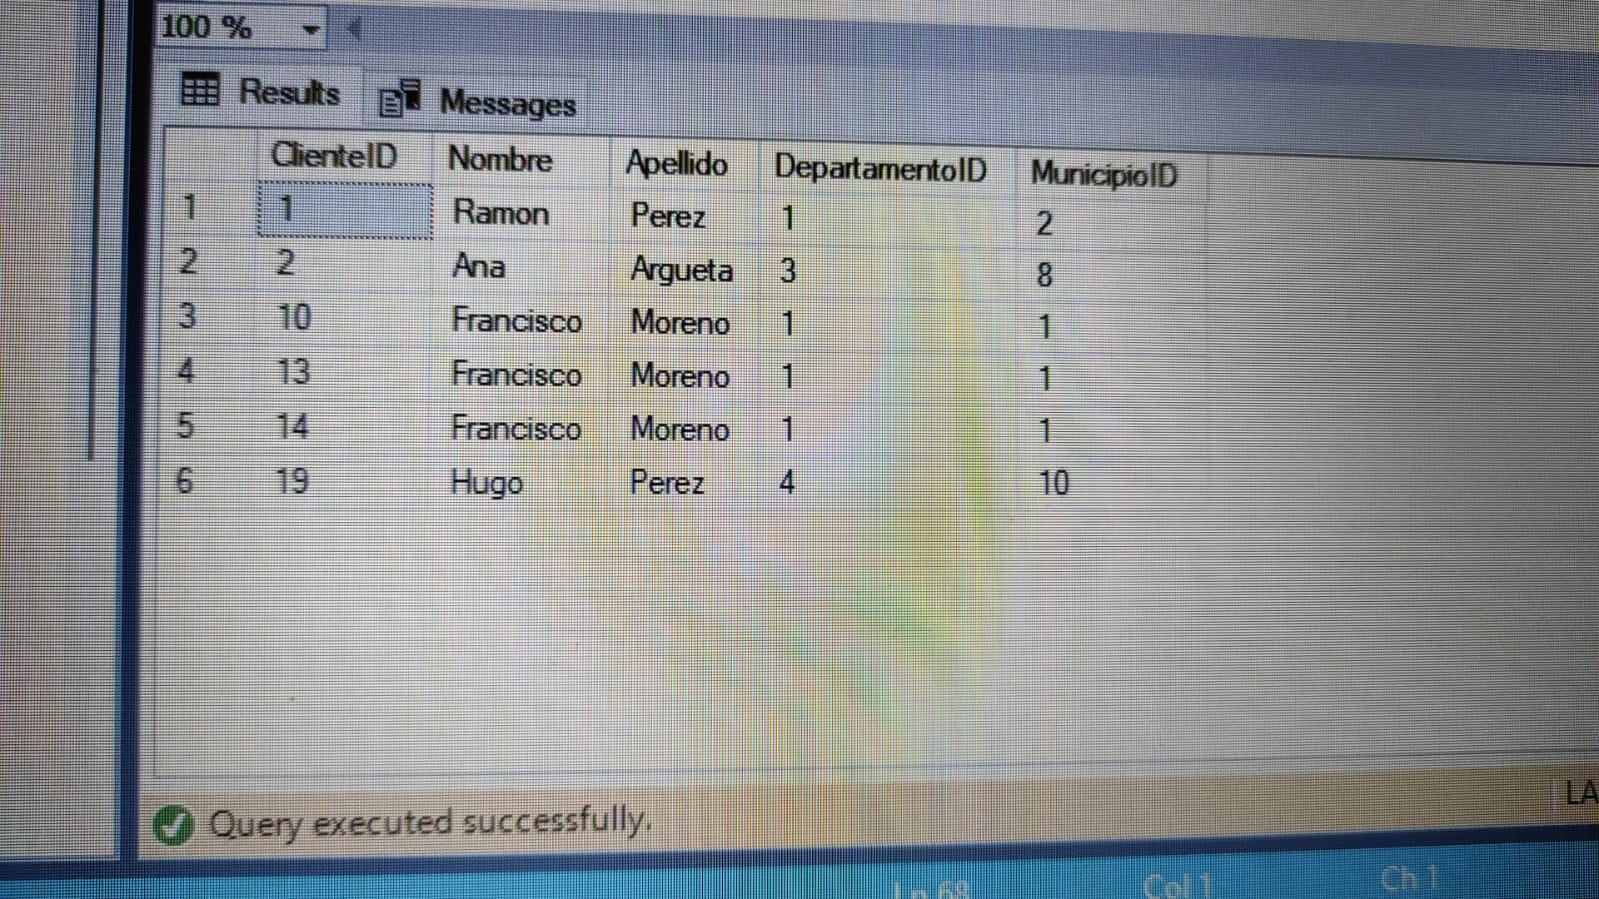 100 %
Results Messages
ClienteID Nombre Apellido DepartamentoID MunicipioID
1 1 Ramon Perez 1 2
2 2 Ana Argueta 3 8
3 10 Francisco Moreno 1 1
4 13 Francisco Moreno 1 1
5 14 Francisco Moreno 1 1
6 19 Hugo Perez 4 10
Query executed successfully. LA
Ln 68 Col 1 Ch 1